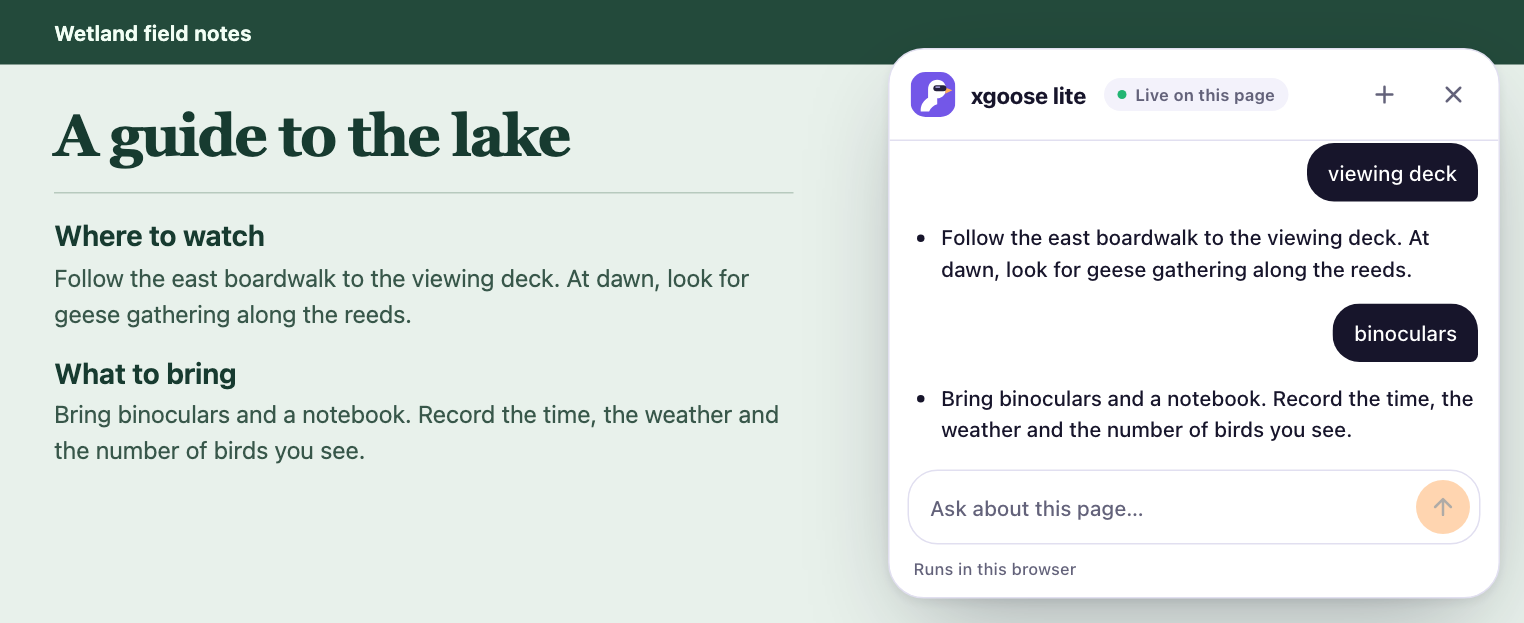 Wetland field notes
A guide to the lake
Where to watch
Follow the east boardwalk to the viewing deck. At dawn, look for
geese gathering along the reeds.
What to bring
Bring binoculars and a notebook. Record the time, the weather and
the number of birds you see.
xgoose lite
Live on this page
viewing deck
Follow the east boardwalk to the viewing deck. At
dawn, look for geese gathering along the reeds.
binoculars
Bring binoculars and a notebook. Record the time, the
weather and the number of birds you see.
Ask about this page...
Runs in this browser